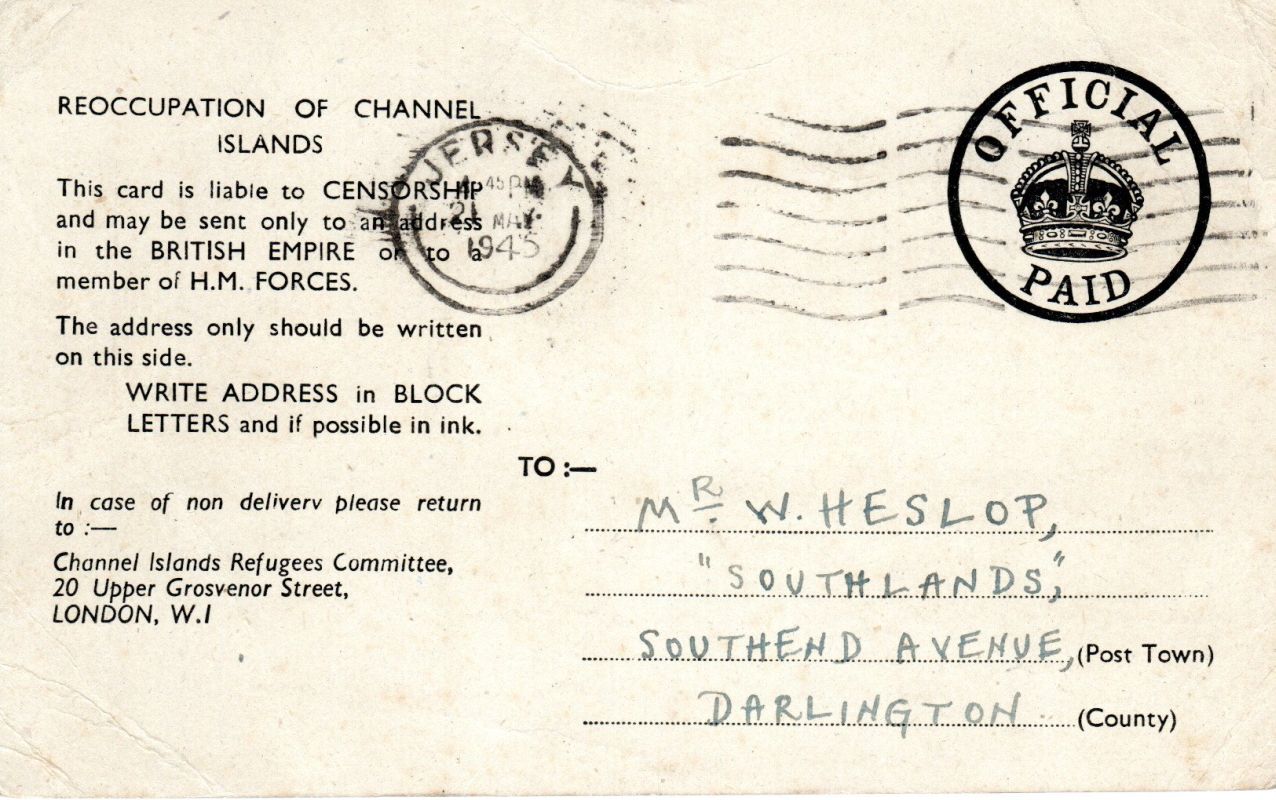 REOCCUPATION OF CHANNEL
ISLANDS
This card is liable to CENSORSHIP
and may be sent only to an address
in the BRITISH EMPIRE or to a
member of H.M. FORCES.
The address only should be written
on this side.
WRITE ADDRESS in BLOCK
LETTERS and if possible in ink.
In case of non delivery please return
to :—
Channel Islands Refugees Committee,
20 Upper Grosvenor Street,
LONDON, W.1
JERSEY
45 PM
21 MAY
1945
OFFICIAL
PAID
TO :—
MR. W. HESLOP,
"SOUTHLANDS,"
SOUTHEND AVENUE, (Post Town)
DARLINGTON (County)